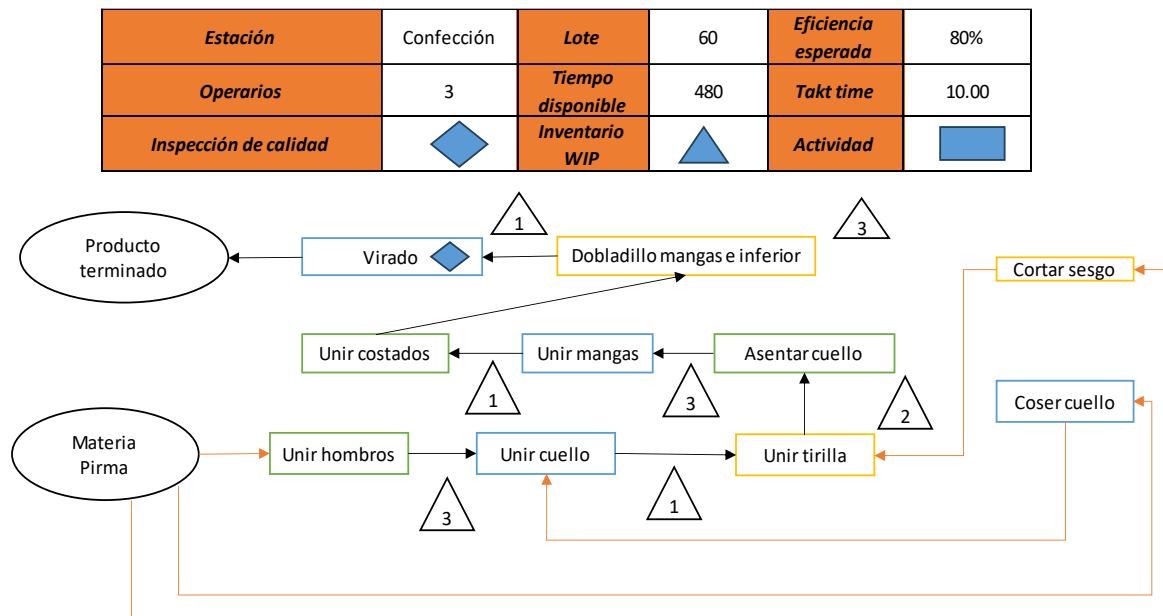 Estación Confección Lote 60 Eficiencia esperada 80%
Operarios 3 Tiempo disponible 480 Takt time 10.00
Inspección de calidad Inventario WIP Actividad
1
3
Producto terminado
Virado
Dobladillo mangas e inferior
Cortar sesgo
Unir costados
Unir mangas
Asentar cuello
1
3
2
Coser cuello
Materia Pirma
Unir hombros
Unir cuello
Unir tirilla
3
1